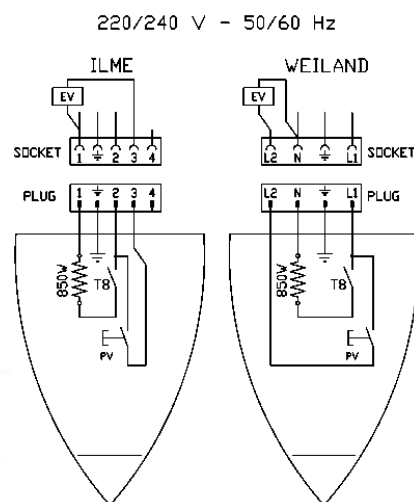 220/240 V - 50/60 Hz
ILME
WEILAND
EV
EV
SOCKET
1 2 3 4
L2 N L1
SOCKET
PLUG
1 2 3 4
L2 N L1
PLUG
850W
T8
PV
850W
T8
PV